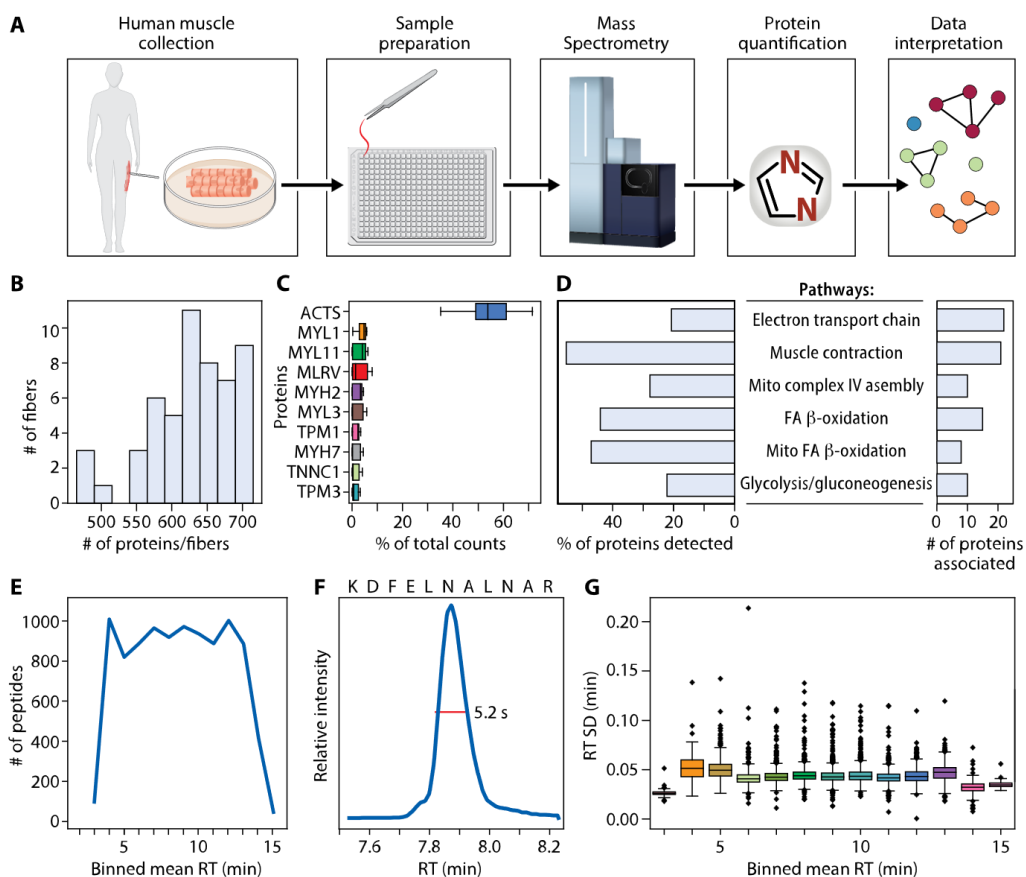 A
Human muscle
collection
Sample
preparation
Mass
Spectrometry
Protein
quantification
Data
interpretation
N
N
B
# of fibers
10
8
6
4
2
0
500 550 600 650 700
# of proteins/fibers
C
Proteins
ACTS
MYL1
MYL11
MLRV
MYH2
MYL3
TPM1
MYH7
TNNC1
TPM3
0 20 40 60
% of total counts
D
Pathways:
Electron transport chain
Muscle contraction
Mito complex IV asembly
FA β-oxidation
Mito FA β-oxidation
Glycolysis/gluconeogenesis
40 20 0
% of proteins detected
0 10 20
# of proteins
associated
E
# of peptides
1000
800
600
400
200
0
5 10 15
Binned mean RT (min)
F
K D F E L N A L N A R
Relative intensity
5.2 s
7.6 7.8 8.0 8.2
RT (min)
G
RT SD (min)
0.20
0.15
0.10
0.05
0.00
5 10 15
Binned mean RT (min)